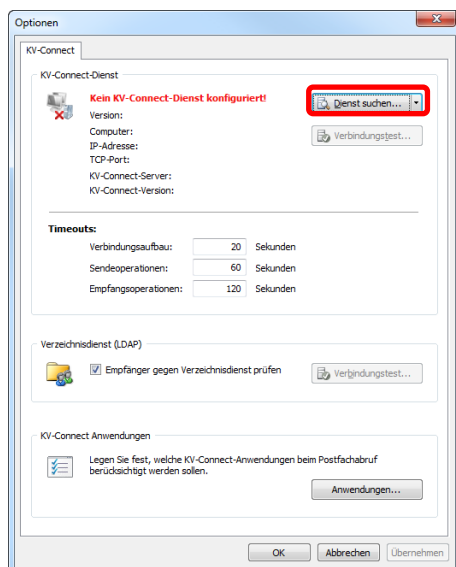 Optionen
KV-Connect
KV-Connect-Dienst
Kein KV-Connect-Dienst konfiguriert!
Dienst suchen...
Version:
Computer:
Verbindungstest...
IP-Adresse:
TCP-Port:
KV-Connect-Server:
KV-Connect-Version:
Timeouts:
Verbindungsaufbau: 20 Sekunden
Sendeoperationen: 60 Sekunden
Empfangsoperationen: 120 Sekunden
Verzeichnisdienst (LDAP)
Empfänger gegen Verzeichnisdienst prüfen
Verbindungstest...
KV-Connect Anwendungen
Legen Sie fest, welche KV-Connect-Anwendungen beim Postfachabruf
berücksichtigt werden sollen.
Anwendungen...
OK Abbrechen Übernehmen